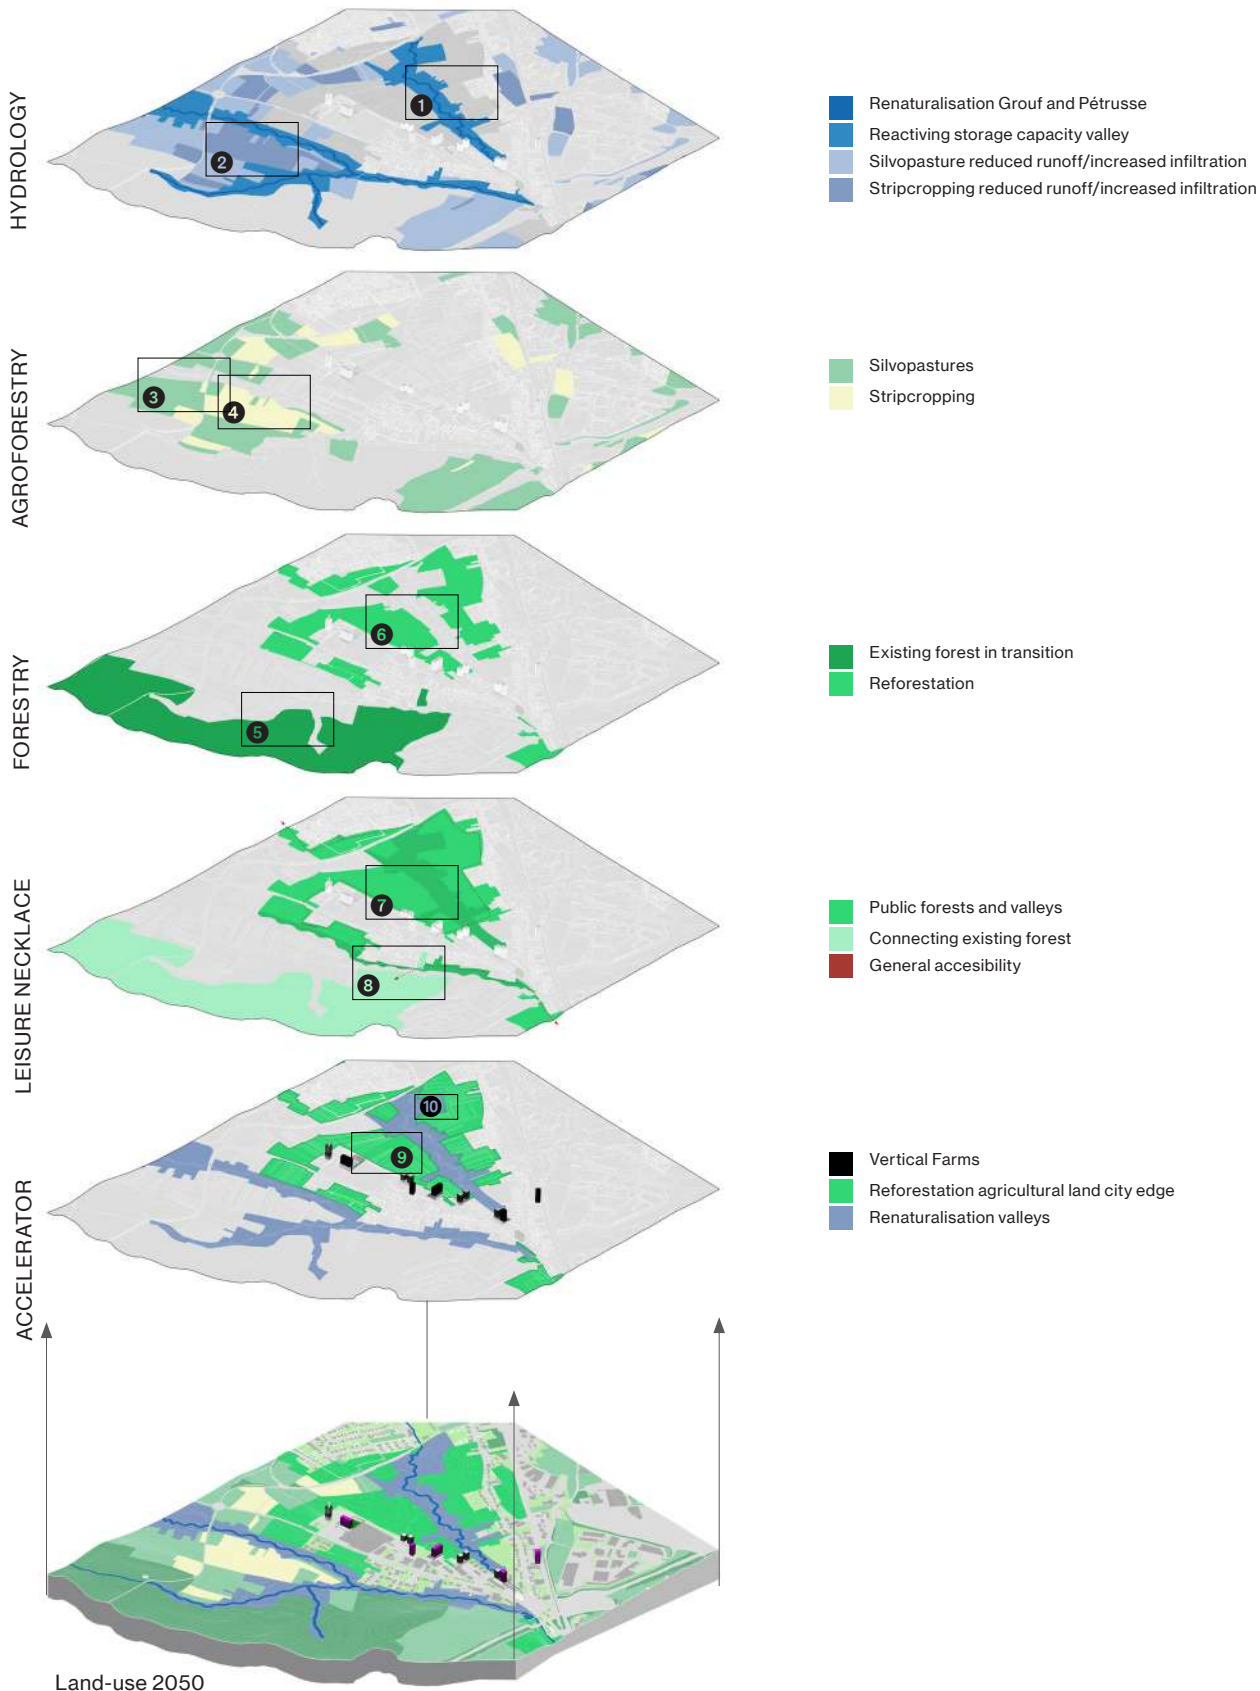 HYDROLOGY
1
2
Renaturalisation Grouf and Pétrusse
Reactiving storage capacity valley
Silvopasture reduced runoff/increased infiltration
Stripcropping reduced runoff/increased infiltration
AGROFORESTRY
3
4
Silvopastures
Stripcropping
FORESTRY
6
5
Existing forest in transition
Reforestation
LEISURE NECKLACE
7
8
Public forests and valleys
Connecting existing forest
General accesibility
ACCELERATOR
10
9
Vertical Farms
Reforestation agricultural land city edge
Renaturalisation valleys
Land-use 2050